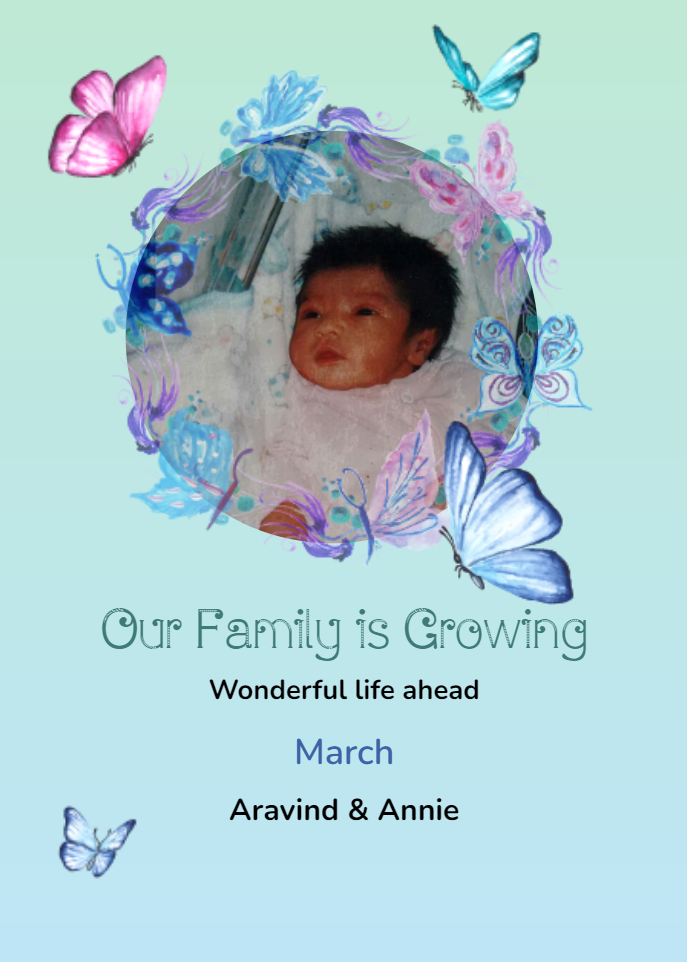 Our Family is Growing
Wonderful life ahead
March
Aravind & Annie